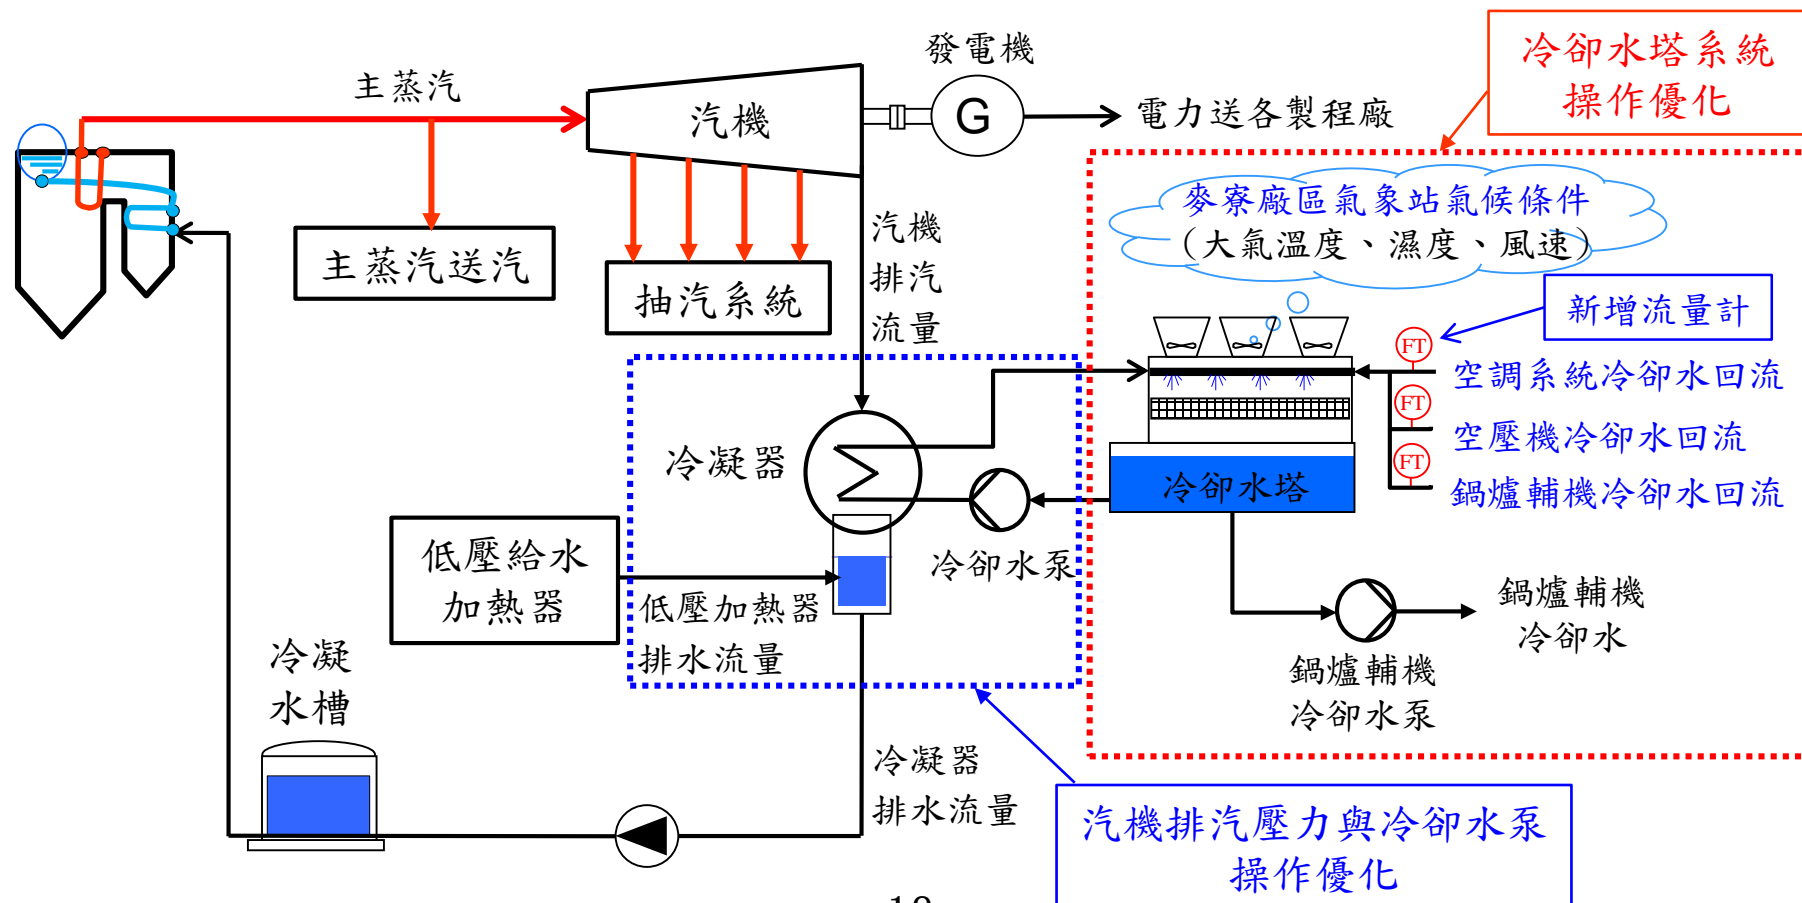 冷卻水塔系統
操作優化
發電機
主蒸汽
汽機
G
電力送各製程廠
麥寮廠區氣象站氣候條件
(大氣溫度、濕度、風速)
汽機
排汽
流量
主蒸汽送汽
抽汽系統
新增流量計
FT
空調系統冷卻水回流
FT
空壓機冷卻水回流
FT
鍋爐輔機冷卻水回流
冷凝器
冷卻水塔
冷卻水泵
低壓給水
加熱器
低壓加熱器
排水流量
鍋爐輔機
冷卻水
鍋爐輔機
冷卻水泵
冷凝
水槽
冷凝器
排水流量
汽機排汽壓力與冷卻水泵
操作優化